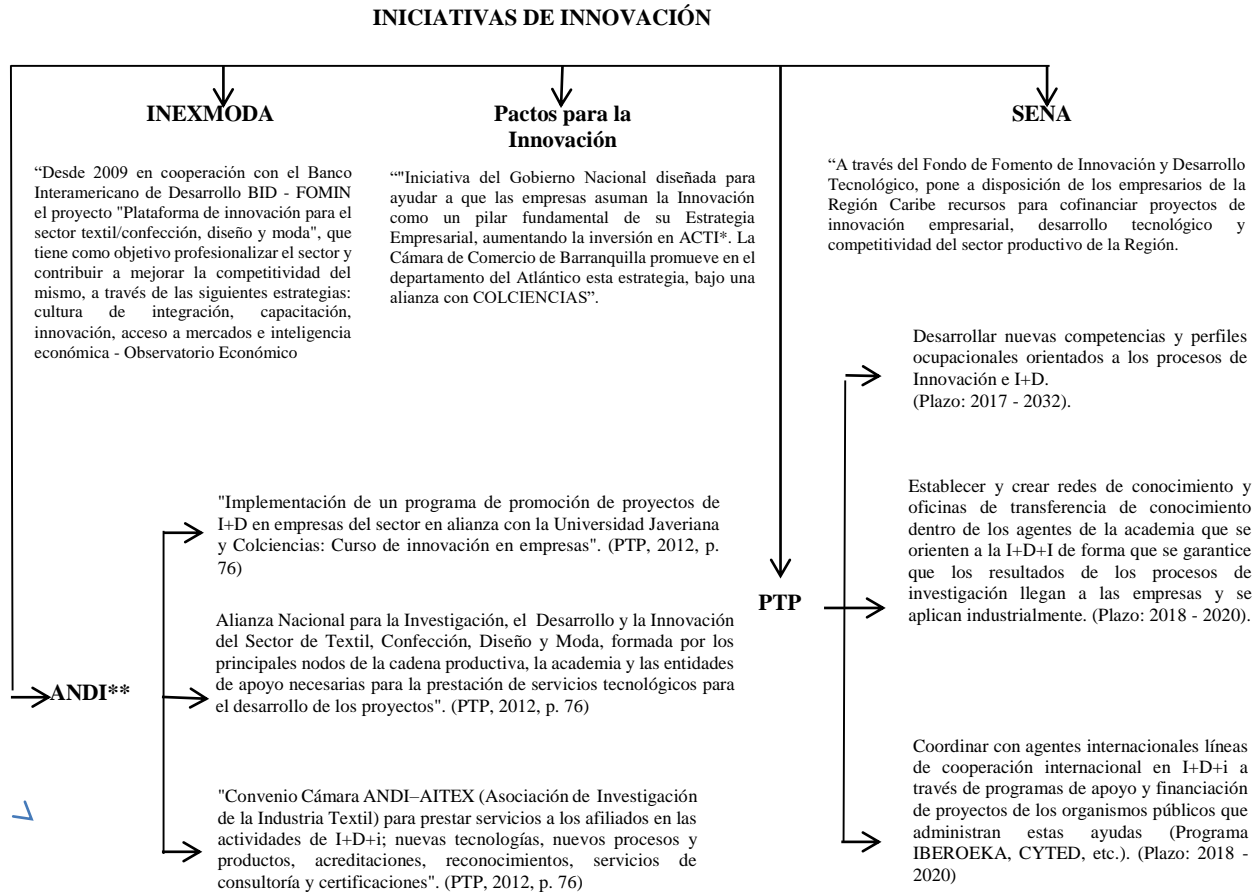 INICIATIVAS DE INNOVACIÓN
INEXMODA
“Desde 2009 en cooperación con el Banco
Interamericano de Desarrollo BID - FOMIN
el proyecto "Plataforma de innovación para el
sector textil/confección, diseño y moda", que
tiene como objetivo profesionalizar el sector y
contribuir a mejorar la competitividad del
mismo, a través de las siguientes estrategias:
cultura de integración, capacitación,
innovación, acceso a mercados e inteligencia
económica - Observatorio Económico
Pactos para la
Innovación
“"Iniciativa del Gobierno Nacional diseñada para
ayudar a que las empresas asuman la Innovación
como un pilar fundamental de su Estrategia
Empresarial, aumentando la inversión en ACTI*. La
Cámara de Comercio de Barranquilla promueve en el
departamento del Atlántico esta estrategia, bajo una
alianza con COLCIENCIAS”.
SENA
“A través del Fondo de Fomento de Innovación y Desarrollo
Tecnológico, pone a disposición de los empresarios de la
Región Caribe recursos para cofinanciar proyectos de
innovación empresarial, desarrollo tecnológico y
competitividad del sector productivo de la Región.
ANDI**
"Implementación de un programa de promoción de proyectos de
I+D en empresas del sector en alianza con la Universidad Javeriana
y Colciencias: Curso de innovación en empresas". (PTP, 2012, p.
76)
Alianza Nacional para la Investigación, el Desarrollo y la Innovación
del Sector de Textil, Confección, Diseño y Moda, formada por los
principales nodos de la cadena productiva, la academia y las entidades
de apoyo necesarias para la prestación de servicios tecnológicos para
el desarrollo de los proyectos". (PTP, 2012, p. 76)
"Convenio Cámara ANDI–AITEX (Asociación de Investigación
de la Industria Textil) para prestar servicios a los afiliados en las
actividades de I+D+i; nuevas tecnologías, nuevos procesos y
productos, acreditaciones, reconocimientos, servicios de
consultoría y certificaciones". (PTP, 2012, p. 76)
PTP
Desarrollar nuevas competencias y perfiles
ocupacionales orientados a los procesos de
Innovación e I+D.
(Plazo: 2017 - 2032).
Establecer y crear redes de conocimiento y
oficinas de transferencia de conocimiento
dentro de los agentes de la academia que se
orienten a la I+D+I de forma que se garantice
que los resultados de los procesos de
investigación llegan a las empresas y se
aplican industrialmente. (Plazo: 2018 - 2020).
Coordinar con agentes internacionales líneas
de cooperación internacional en I+D+i a
través de programas de apoyo y financiación
de proyectos de los organismos públicos que
administran estas ayudas (Programa
IBEROEKA, CYTED, etc.). (Plazo: 2018 -
2020)